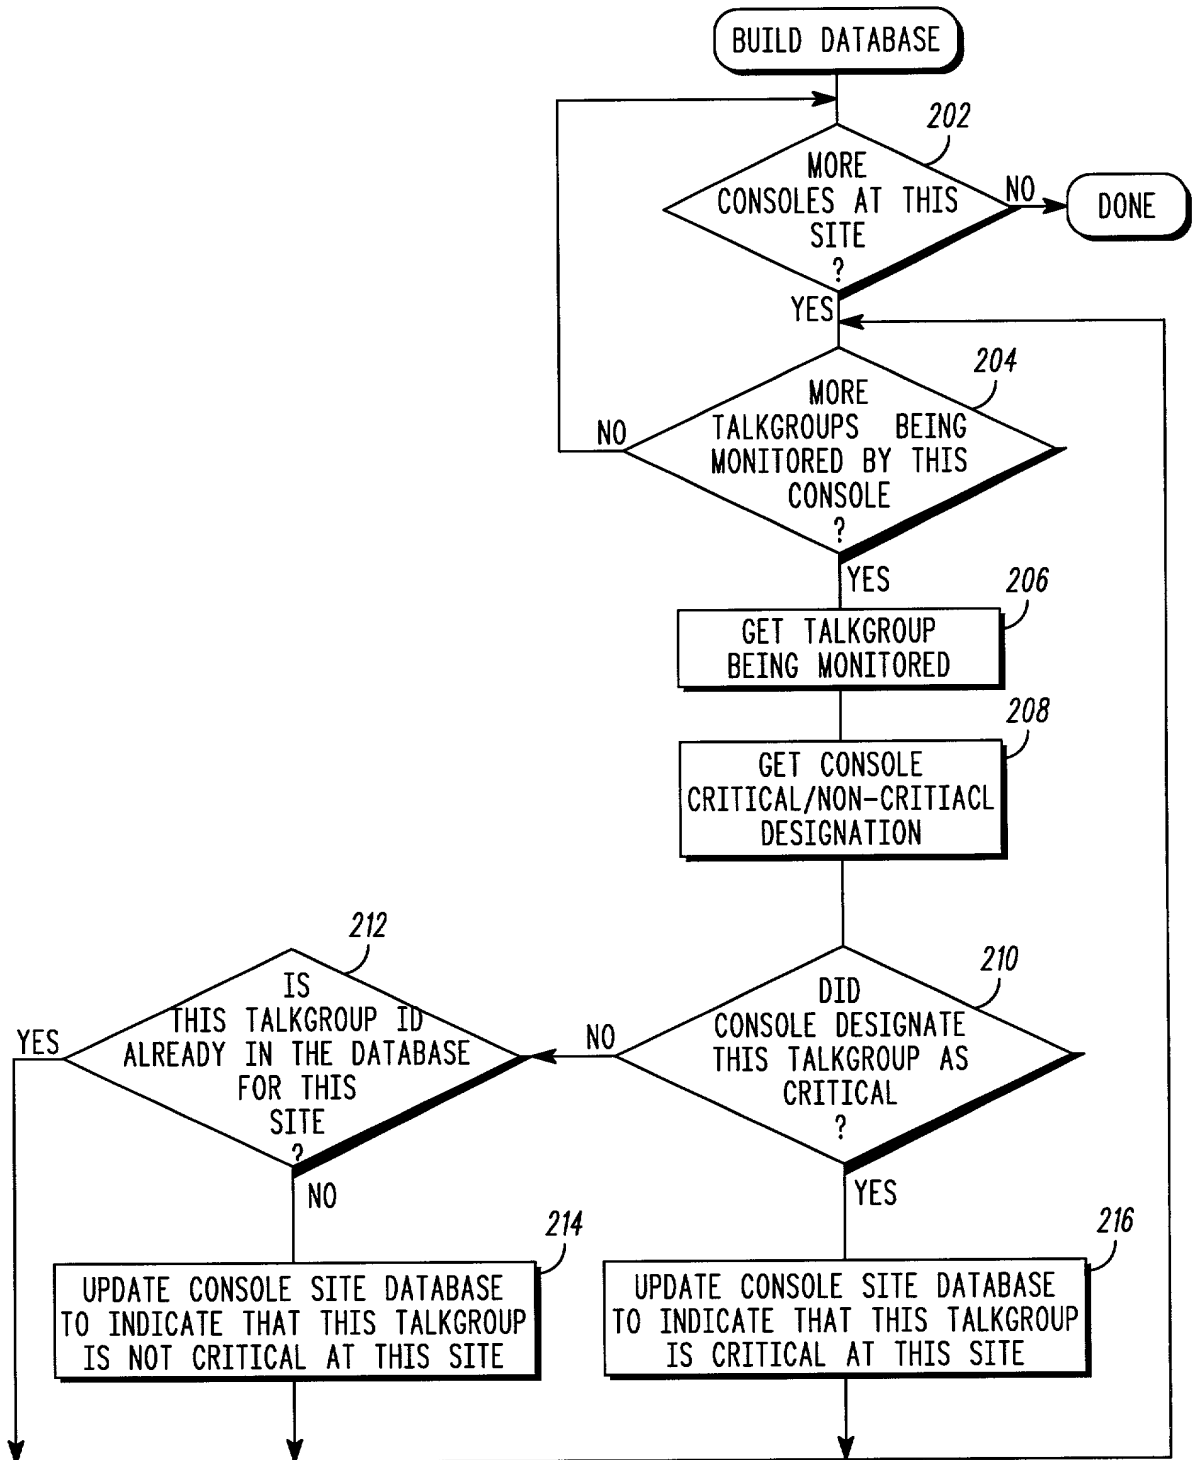 BUILD DATABASE
202
MORE
CONSOLES AT THIS
SITE
?
NO
DONE
YES
204
MORE
TALKGROUPS BEING
MONITORED BY THIS
CONSOLE
?
NO
YES
206
GET TALKGROUP
BEING MONITORED
208
GET CONSOLE
CRITICAL/NON-CRITIACL
DESIGNATION
210
DID
CONSOLE DESIGNATE
THIS TALKGROUP AS
CRITICAL
?
NO
YES
212
IS
THIS TALKGROUP ID
ALREADY IN THE DATABASE
FOR THIS
SITE
?
YES
NO
214
UPDATE CONSOLE SITE DATABASE
TO INDICATE THAT THIS TALKGROUP
IS NOT CRITICAL AT THIS SITE
216
UPDATE CONSOLE SITE DATABASE
TO INDICATE THAT THIS TALKGROUP
IS CRITICAL AT THIS SITE